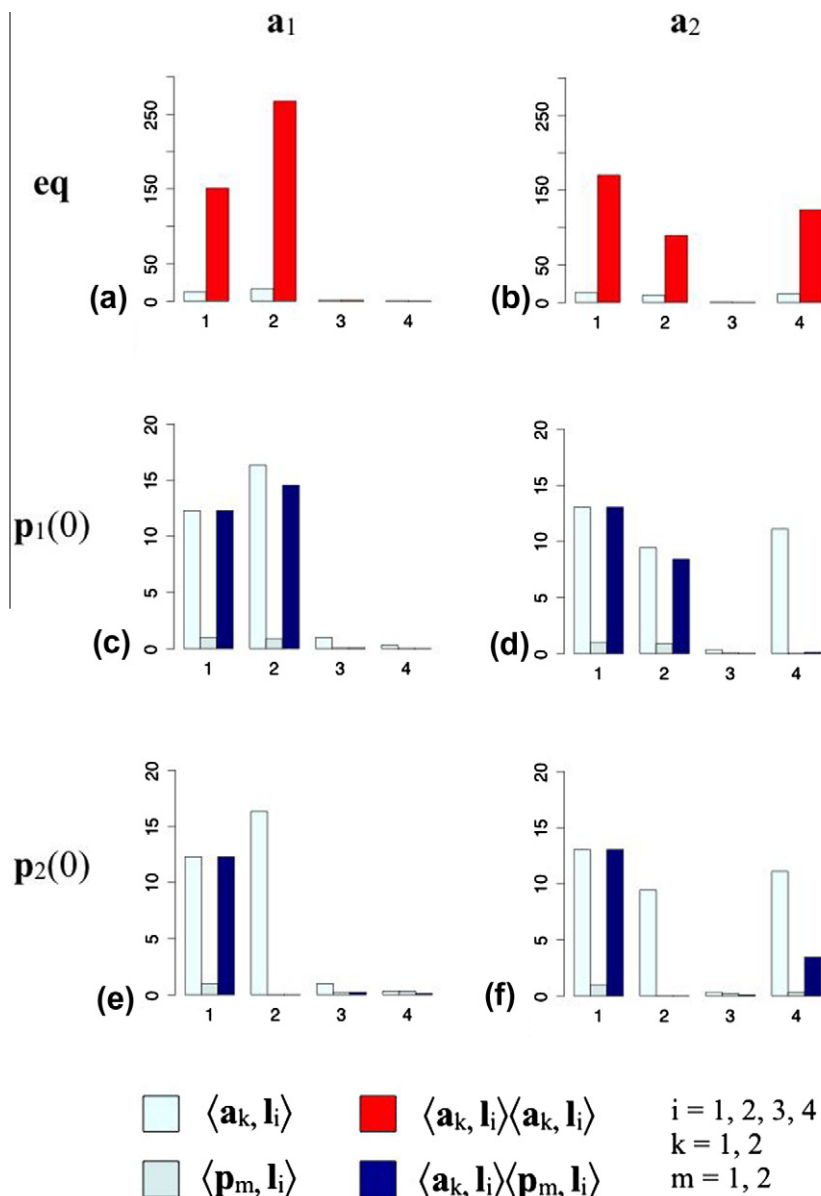 a1 a2
eq
250
150
50
0
(a)
1 2 3 4
250
150
50
0
(b)
1 2 3 4
p1(0)
20
15
10
5
0
(c)
1 2 3 4
20
15
10
5
0
(d)
1 2 3 4
p2(0)
20
15
10
5
0
(e)
1 2 3 4
20
15
10
5
0
(f)
1 2 3 4
⟨ak, li⟩ ⟨ak, li⟩⟨ak, li⟩ i = 1, 2, 3, 4
k = 1, 2
⟨pm, li⟩ ⟨ak, li⟩⟨pm, li⟩ m = 1, 2